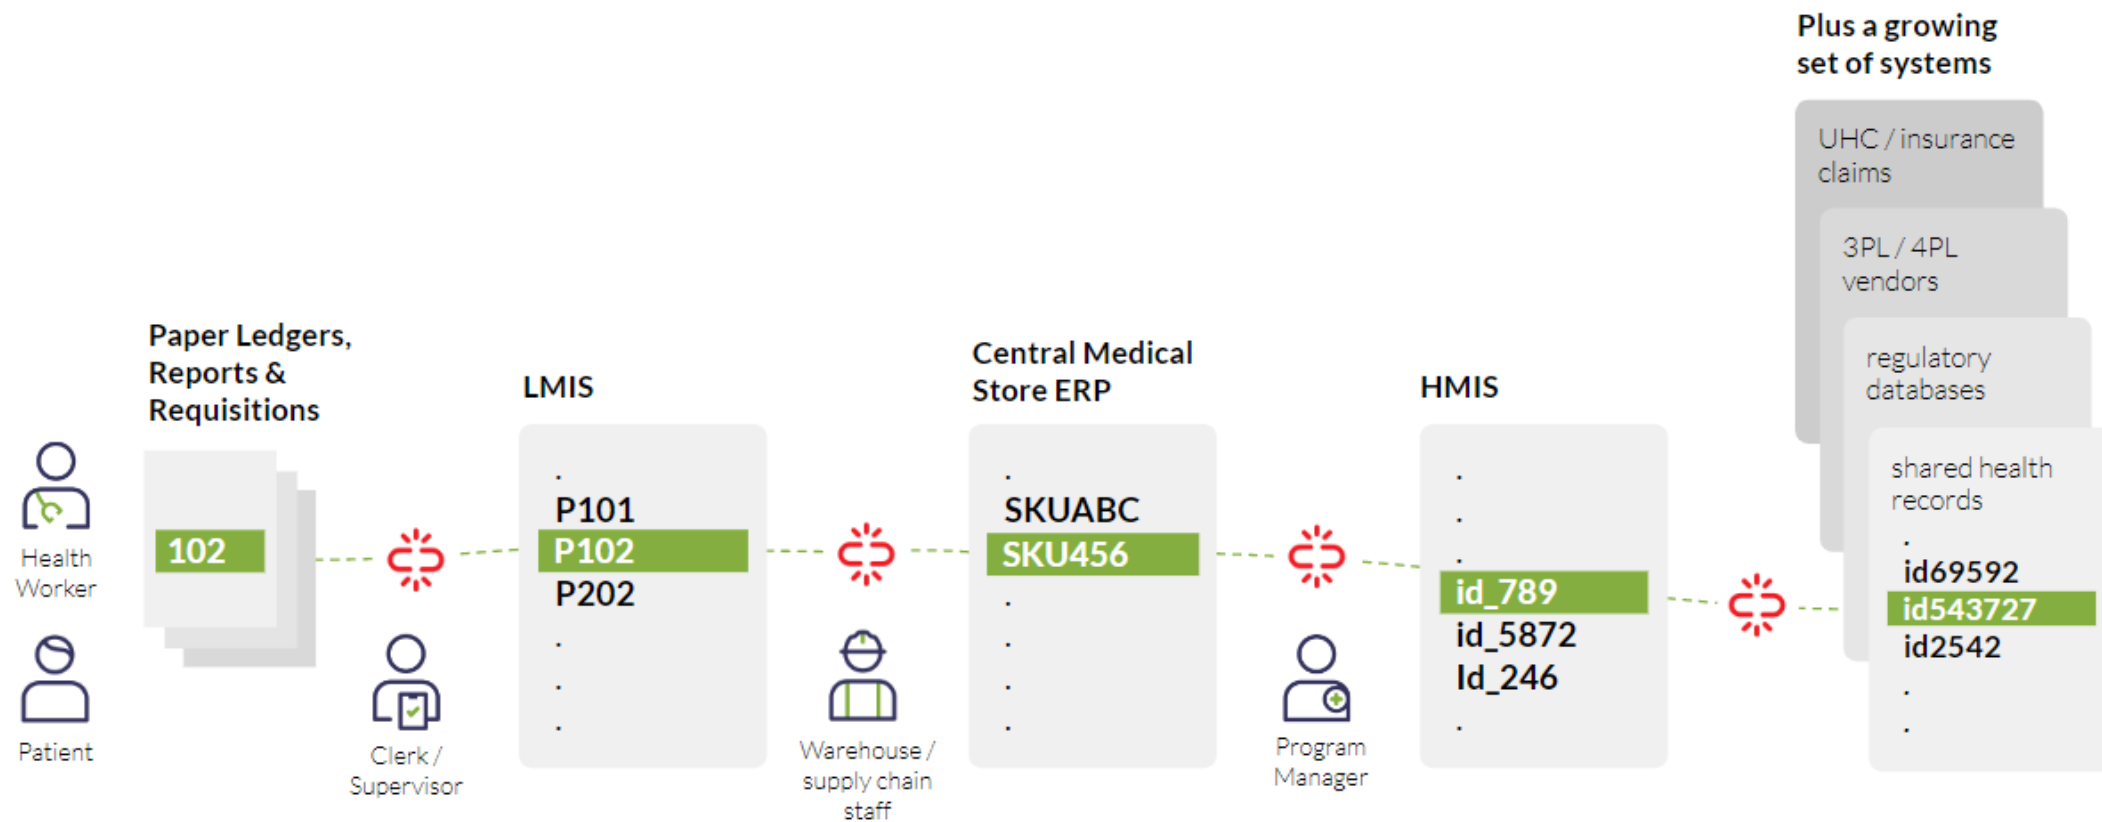 Plus a growing
set of systems
UHC / insurance
claims
3PL / 4PL
vendors
regulatory
databases
shared health
records
.
id69592
id543727
id2542
.
.
Paper Ledgers,
Reports &
Requisitions
102
Health
Worker
Patient
Clerk /
Supervisor
LMIS
.
P101
P102
P202
.
.
.
Warehouse /
supply chain
staff
Central Medical
Store ERP
.
SKUABC
SKU456
.
.
.
.
Program
Manager
HMIS
.
.
.
id_789
id_5872
Id_246
.